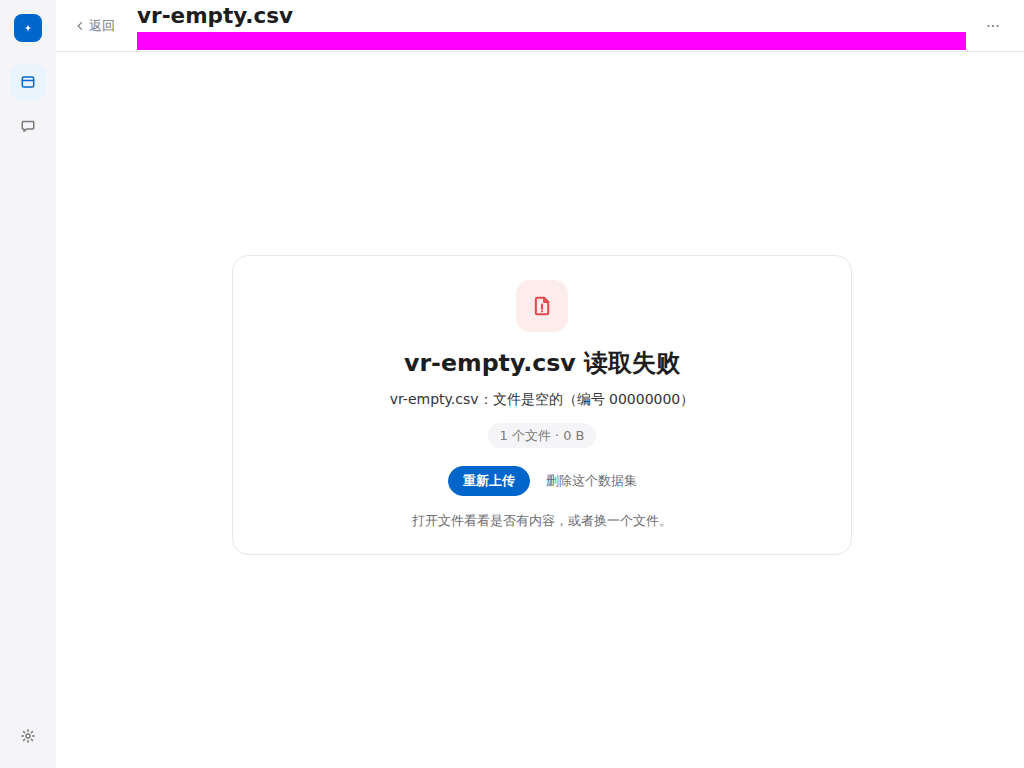 返回
vr-empty.csv
vr-empty.csv 读取失败
vr-empty.csv：文件是空的（编号 00000000）
1 个文件 · 0 B
重新上传
删除这个数据集
打开文件看看是否有内容，或者换一个文件。